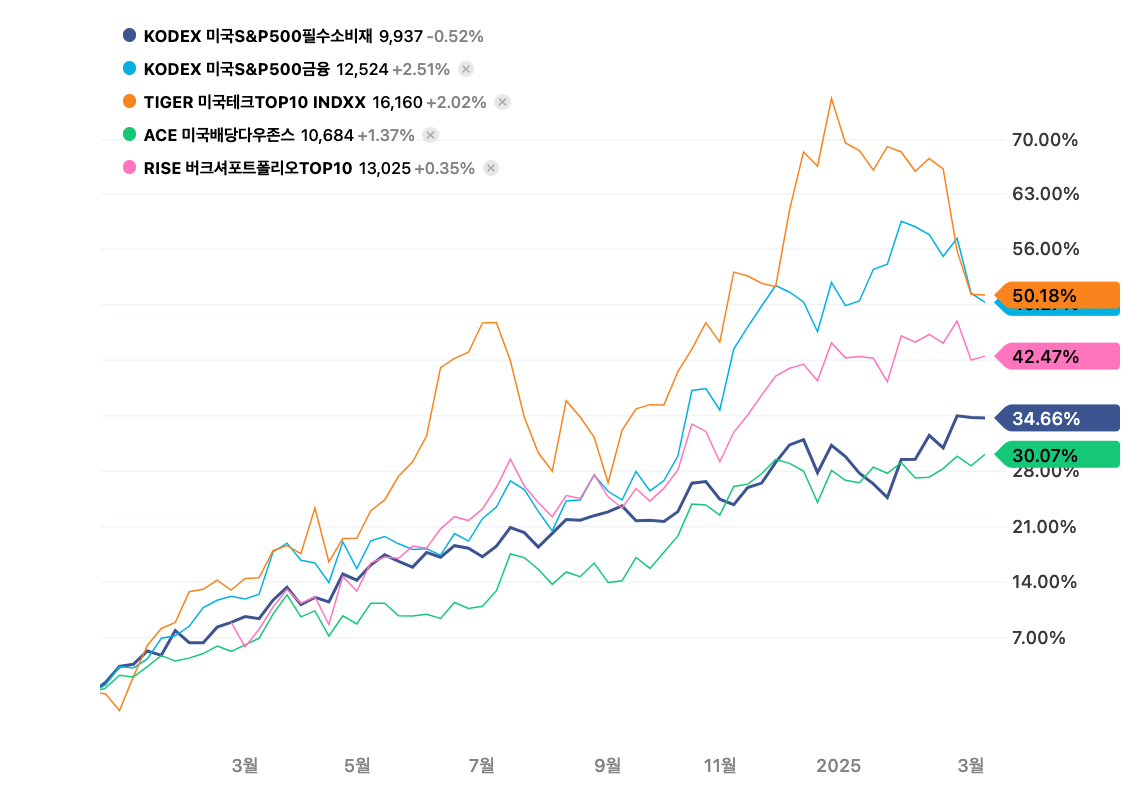 KODEX 미국S&P500필수소비재 9,937 -0.52%
KODEX 미국S&P500금융 12,524 +2.51%
TIGER 미국테크TOP10 INDXX 16,160 +2.02%
ACE 미국배당다우존스 10,684 +1.37%
RISE 버크셔포트폴리오TOP10 13,025 +0.35%
70.00%
63.00%
56.00%
50.18%
42.47%
34.66%
30.07%
28.00%
21.00%
14.00%
7.00%
3월 5월 7월 9월 11월 2025 3월